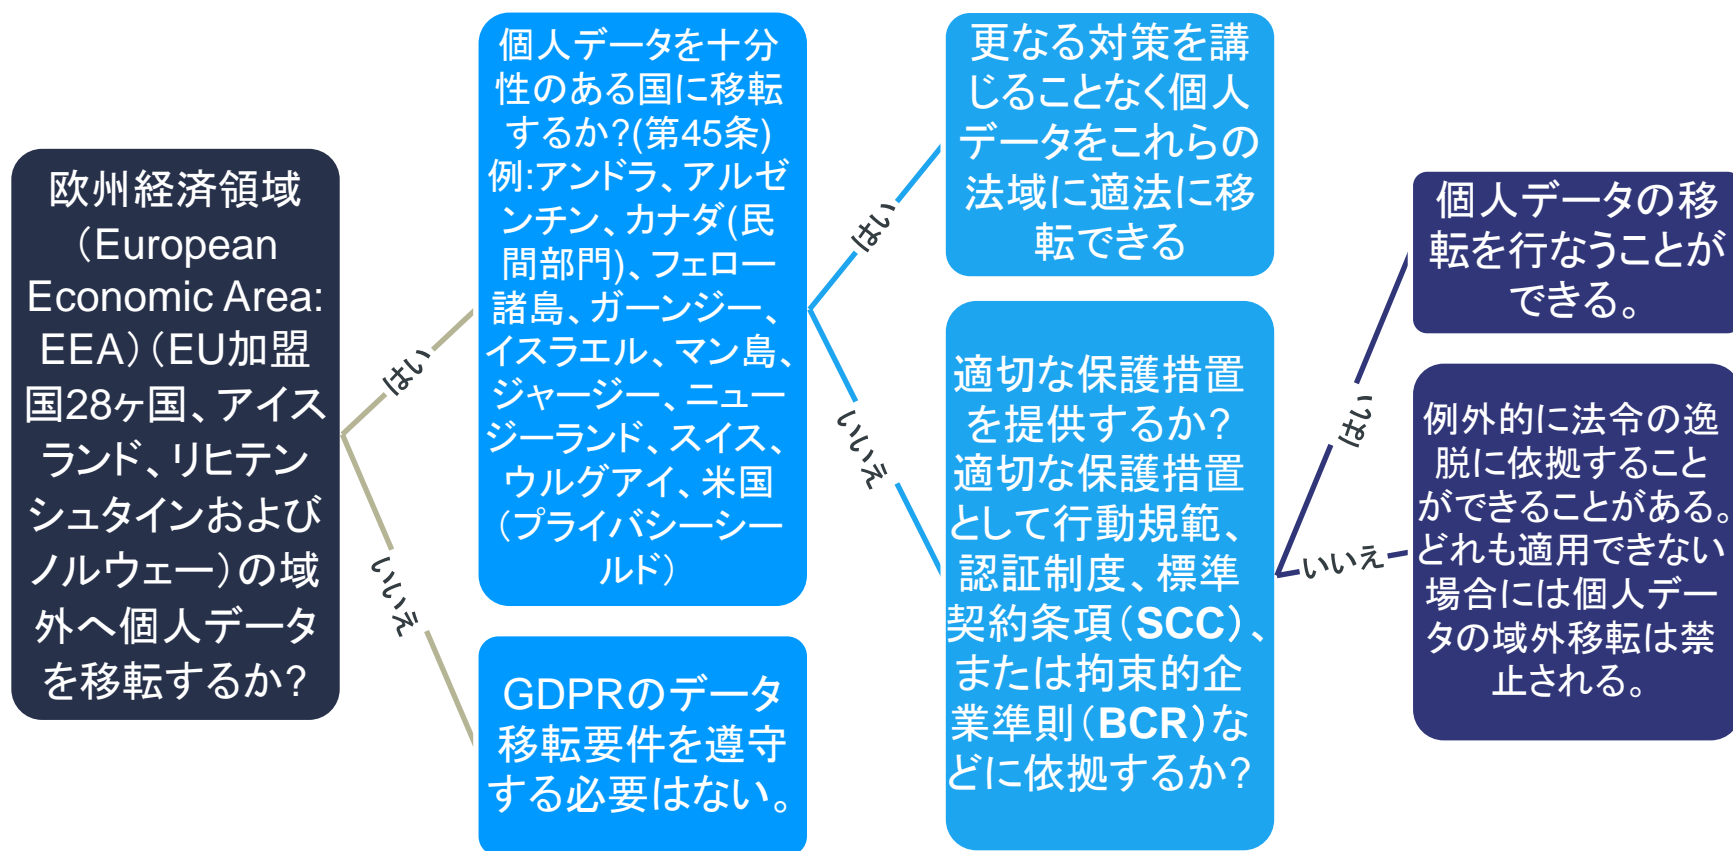 欧州経済領域
（European
Economic Area:
EEA）（EU加盟
国28ヶ国、アイス
ランド、リヒテン
シュタインおよび
ノルウェー）の域
外へ個人データ
を移転するか?
はい
いいえ
個人データを十分
性のある国に移転
するか?(第45条)
例:アンドラ、アルゼ
ンチン、カナダ(民
間部門)、フェロー
諸島、ガーンジー、
イスラエル、マン島、
ジャージー、ニュー
ジーランド、スイス、
ウルグアイ、米国
（プライバシーシー
ルド）
GDPRのデータ
移転要件を遵守
する必要はない。
はい
いいえ
更なる対策を講
じることなく個人
データをこれらの
法域に適法に移
転できる
適切な保護措置
を提供するか?
適切な保護措置
として行動規範、
認証制度、標準
契約条項（SCC）、
または拘束的企
業準則（BCR）な
どに依拠するか?
はい
いいえ
個人データの移
転を行なうことが
できる。
例外的に法令の逸
脱に依拠すること
ができることがある。
どれも適用できない
場合には個人デー
タの域外移転は禁
止される。